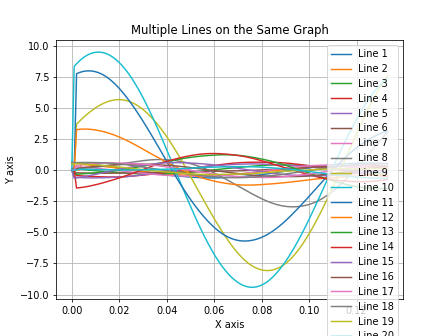 Multiple Lines on the Same Graph
10.0
7.5
5.0
2.5
0.0
−2.5
−5.0
−7.5
−10.0
Y axis
0.00
0.02
0.04
0.06
0.08
0.10
X axis
Line 1
Line 2
Line 3
Line 4
Line 5
Line 6
Line 7
Line 8
Line 9
Line 10
Line 11
Line 12
Line 13
Line 14
Line 15
Line 16
Line 17
Line 18
Line 19
Line 20